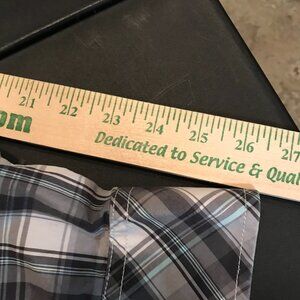 21 22 23 24 25 26 27
om
Dedicated to Service & Qual